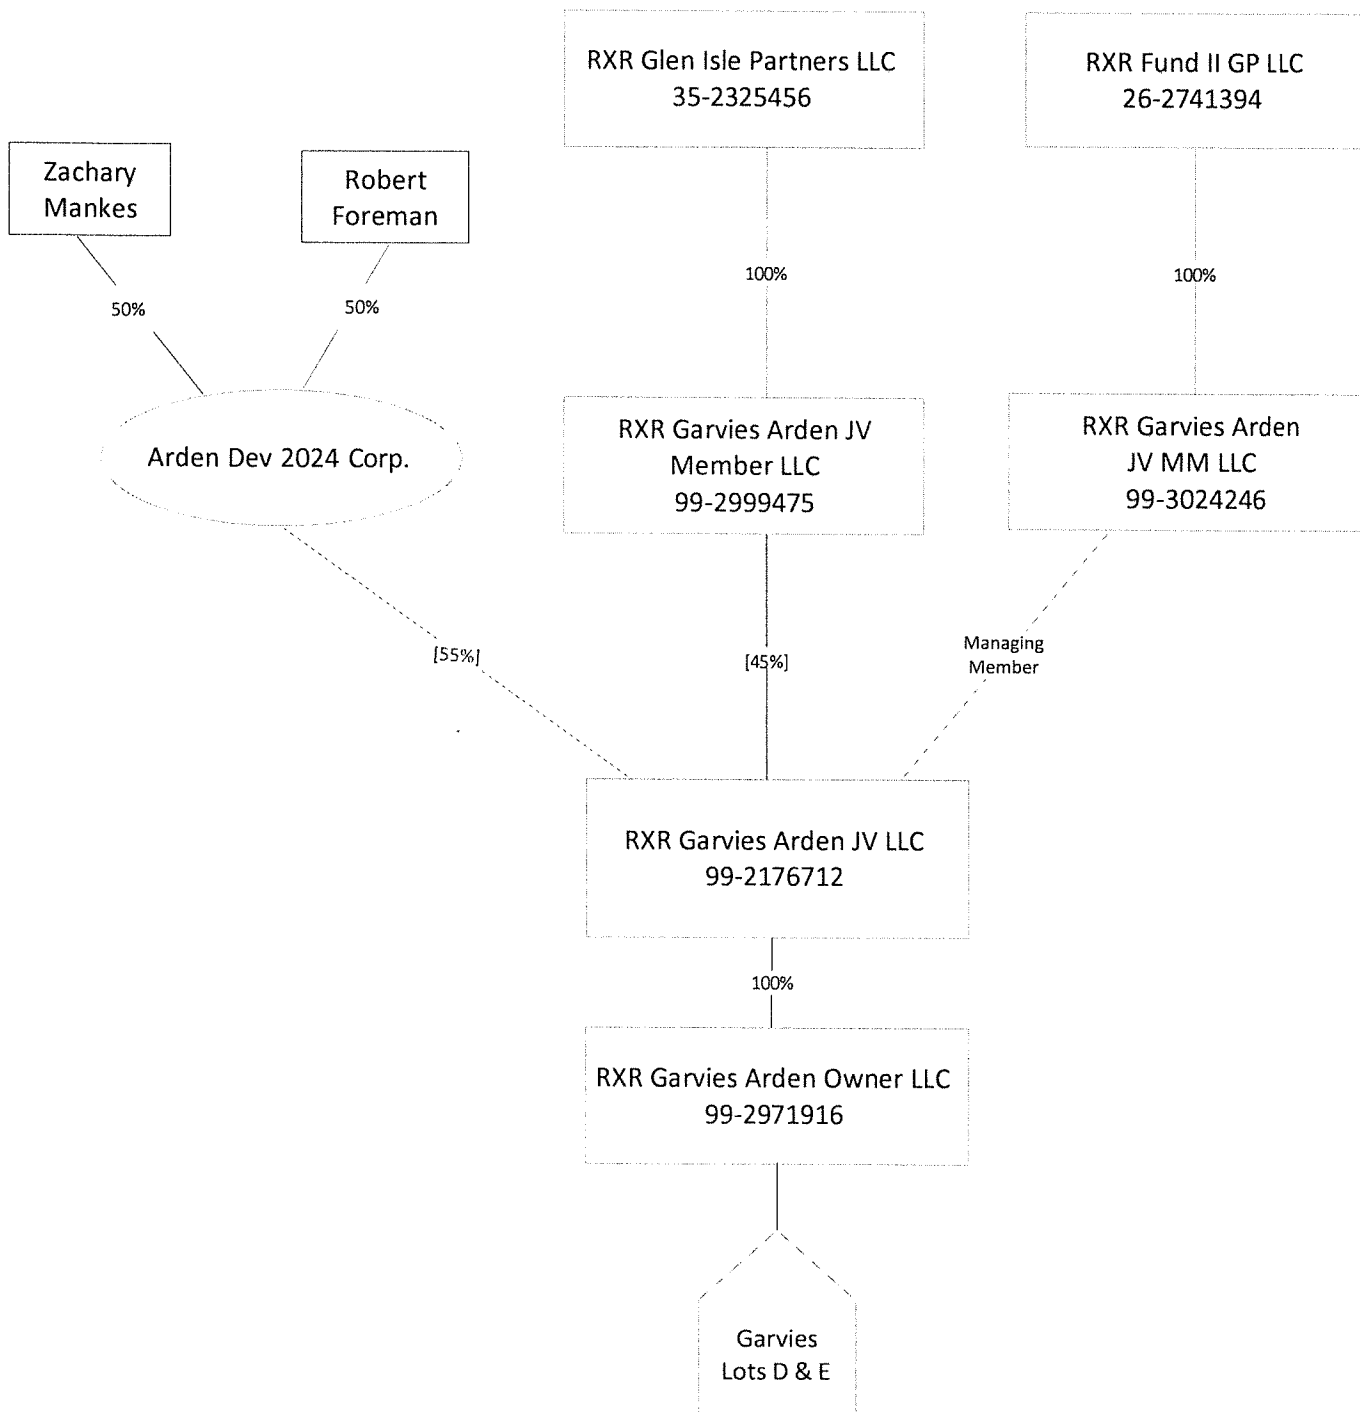 RXR Glen Isle Partners LLC
35-2325456
RXR Fund II GP LLC
26-2741394
Zachary
Mankes
Robert
Foreman
100%
100%
50%
50%
Arden Dev 2024 Corp.
RXR Garvies Arden JV
Member LLC
99-2999475
RXR Garvies Arden
JV MM LLC
99-3024246
[55%]
[45%]
Managing
Member
RXR Garvies Arden JV LLC
99-2176712
100%
RXR Garvies Arden Owner LLC
99-2971916
Garvies
Lots D & E